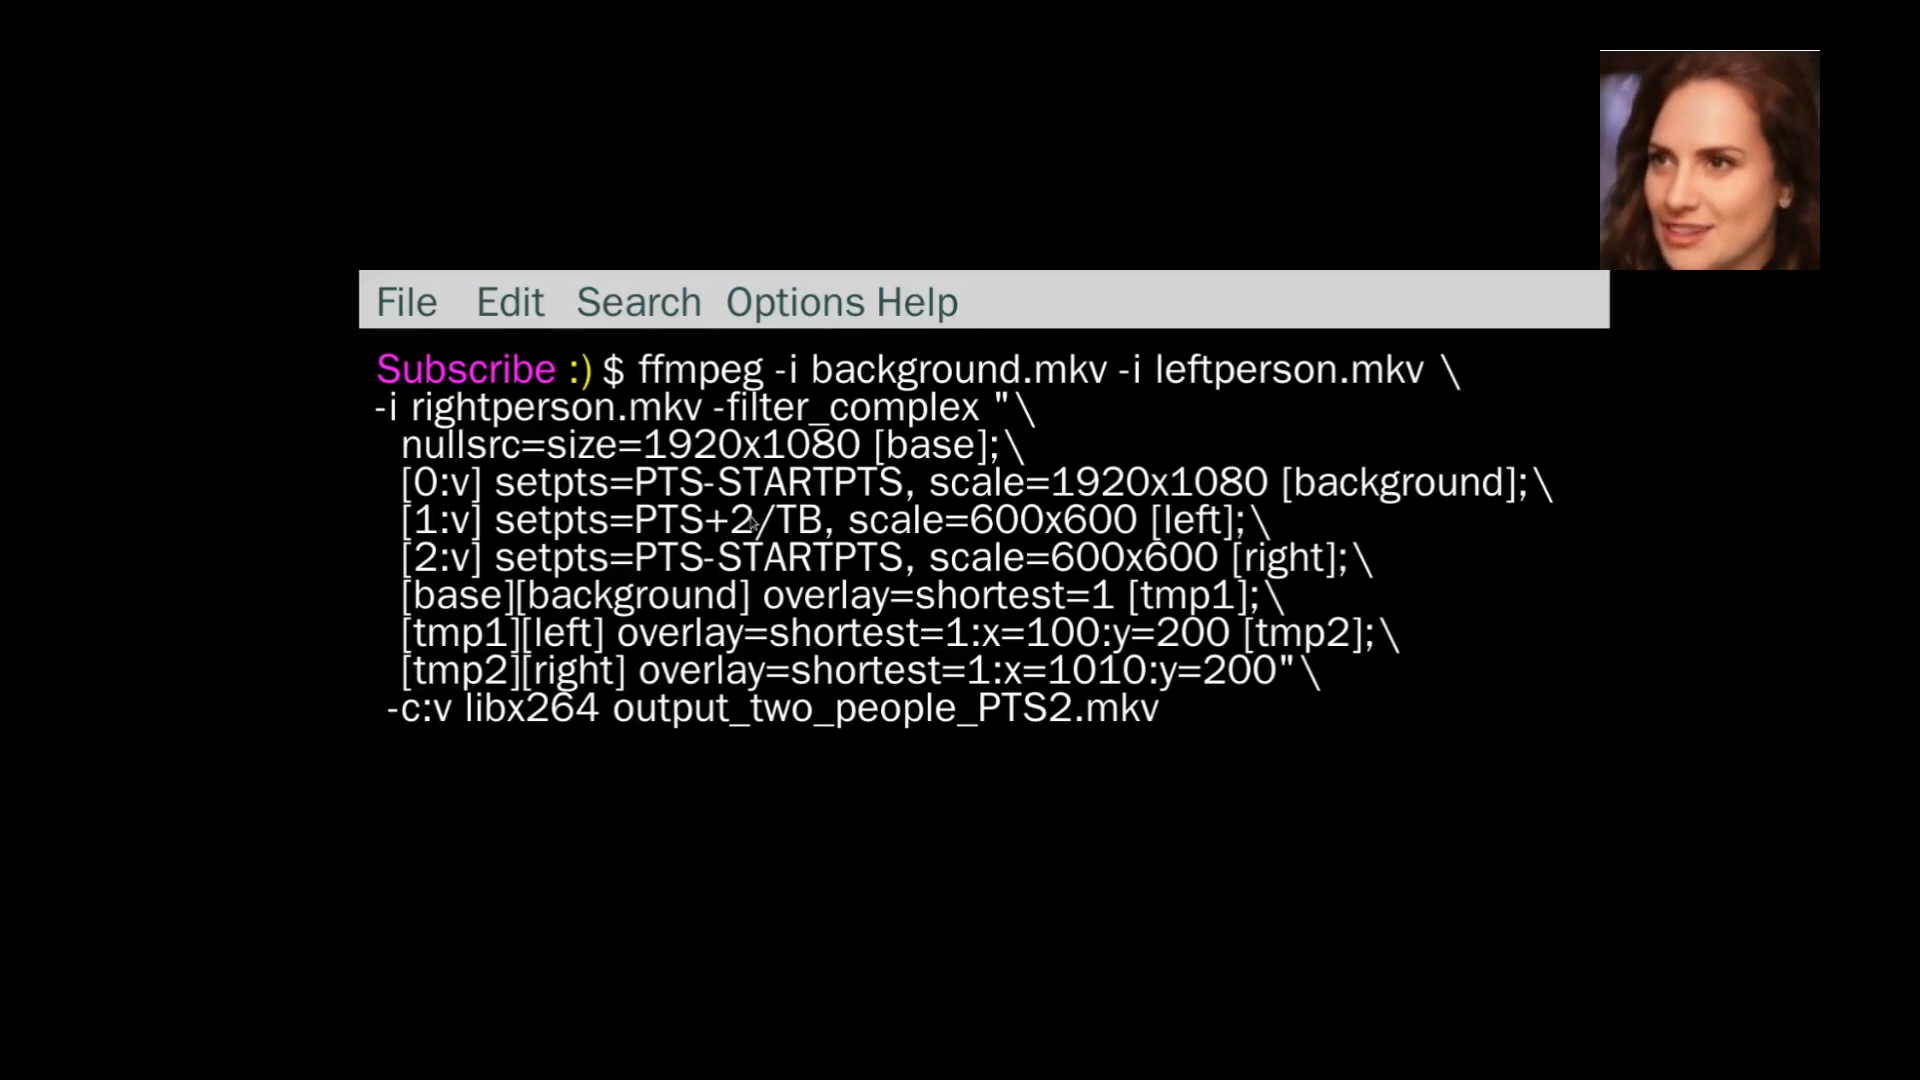 File Edit Search Options Help
Subscribe :) $ ffmpeg -i background.mkv -i leftperson.mkv \
-i rightperson.mkv -filter_complex "\
nullsrc=size=1920x1080 [base];\
[0:v] setpts=PTS-STARTPTS, scale=1920x1080 [background];\
[1:v] setpts=PTS+2/TB, scale=600x600 [left];\
[2:v] setpts=PTS-STARTPTS, scale=600x600 [right];\
[base][background] overlay=shortest=1 [tmp1];\
[tmp1][left] overlay=shortest=1:x=100:y=200 [tmp2];\
[tmp2][right] overlay=shortest=1:x=1010:y=200"\
-c:v libx264 output_two_people_PTS2.mkv